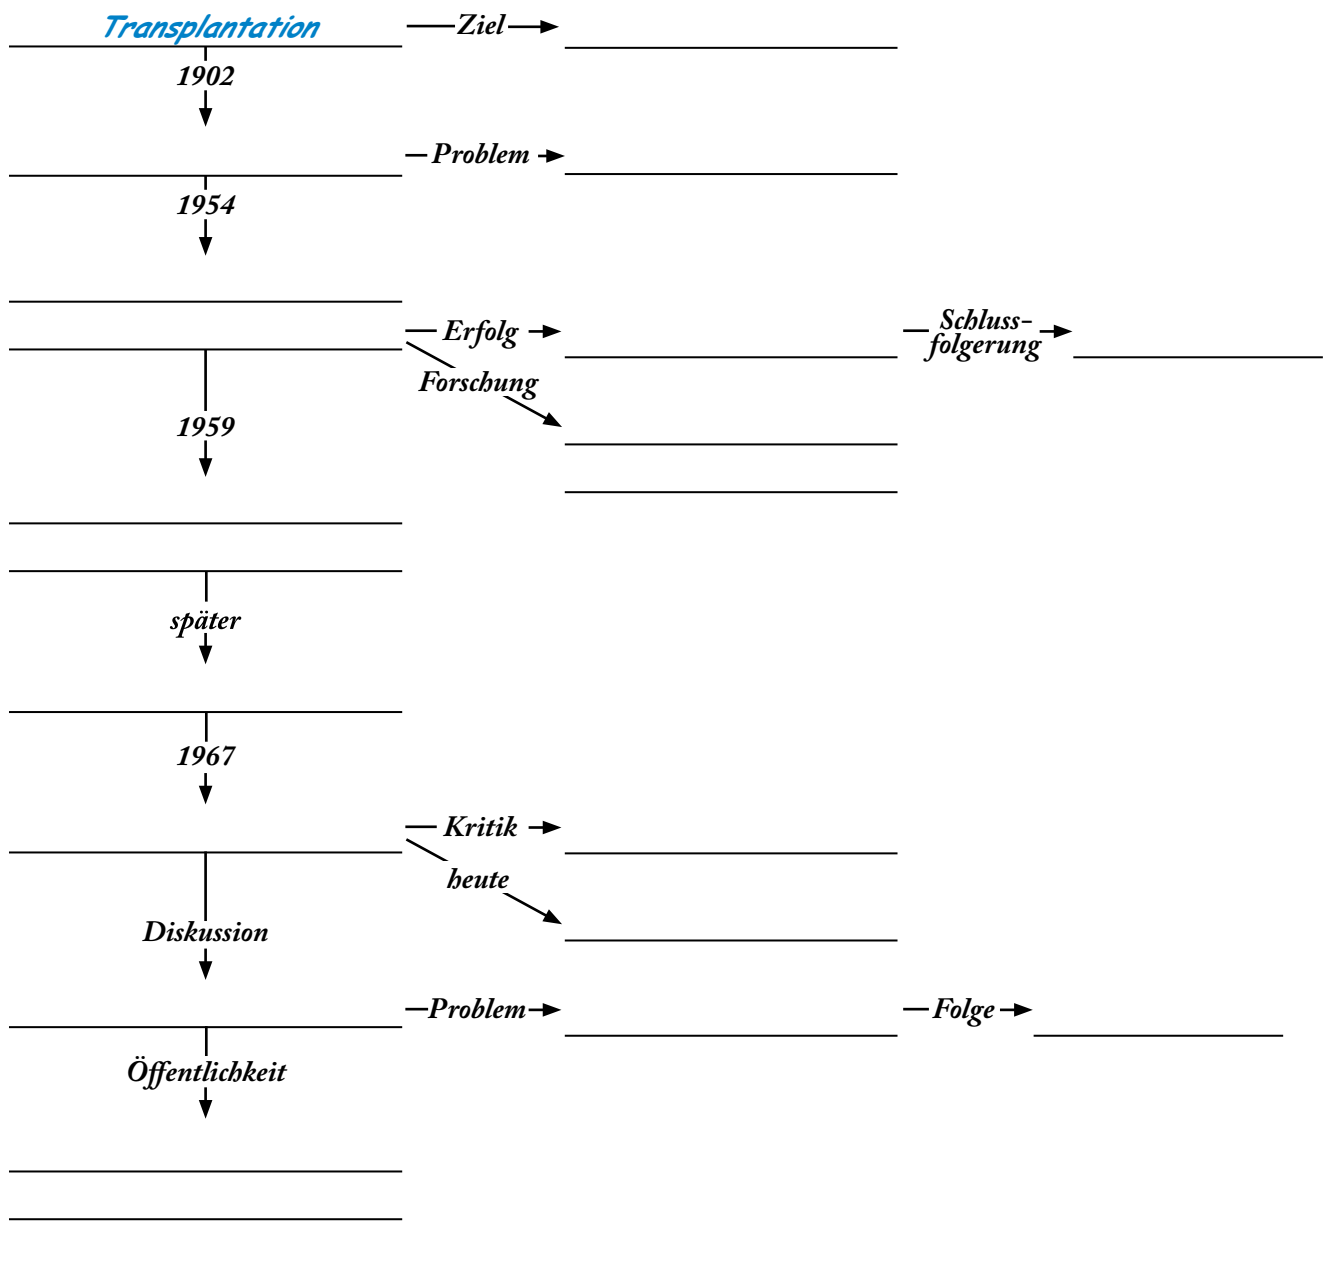 Transplantation
Ziel
1902
Problem
1954
Erfolg
Schluss-
folgerung
Forschung
1959
später
1967
Kritik
heute
Diskussion
Problem
Folge
Öffentlichkeit